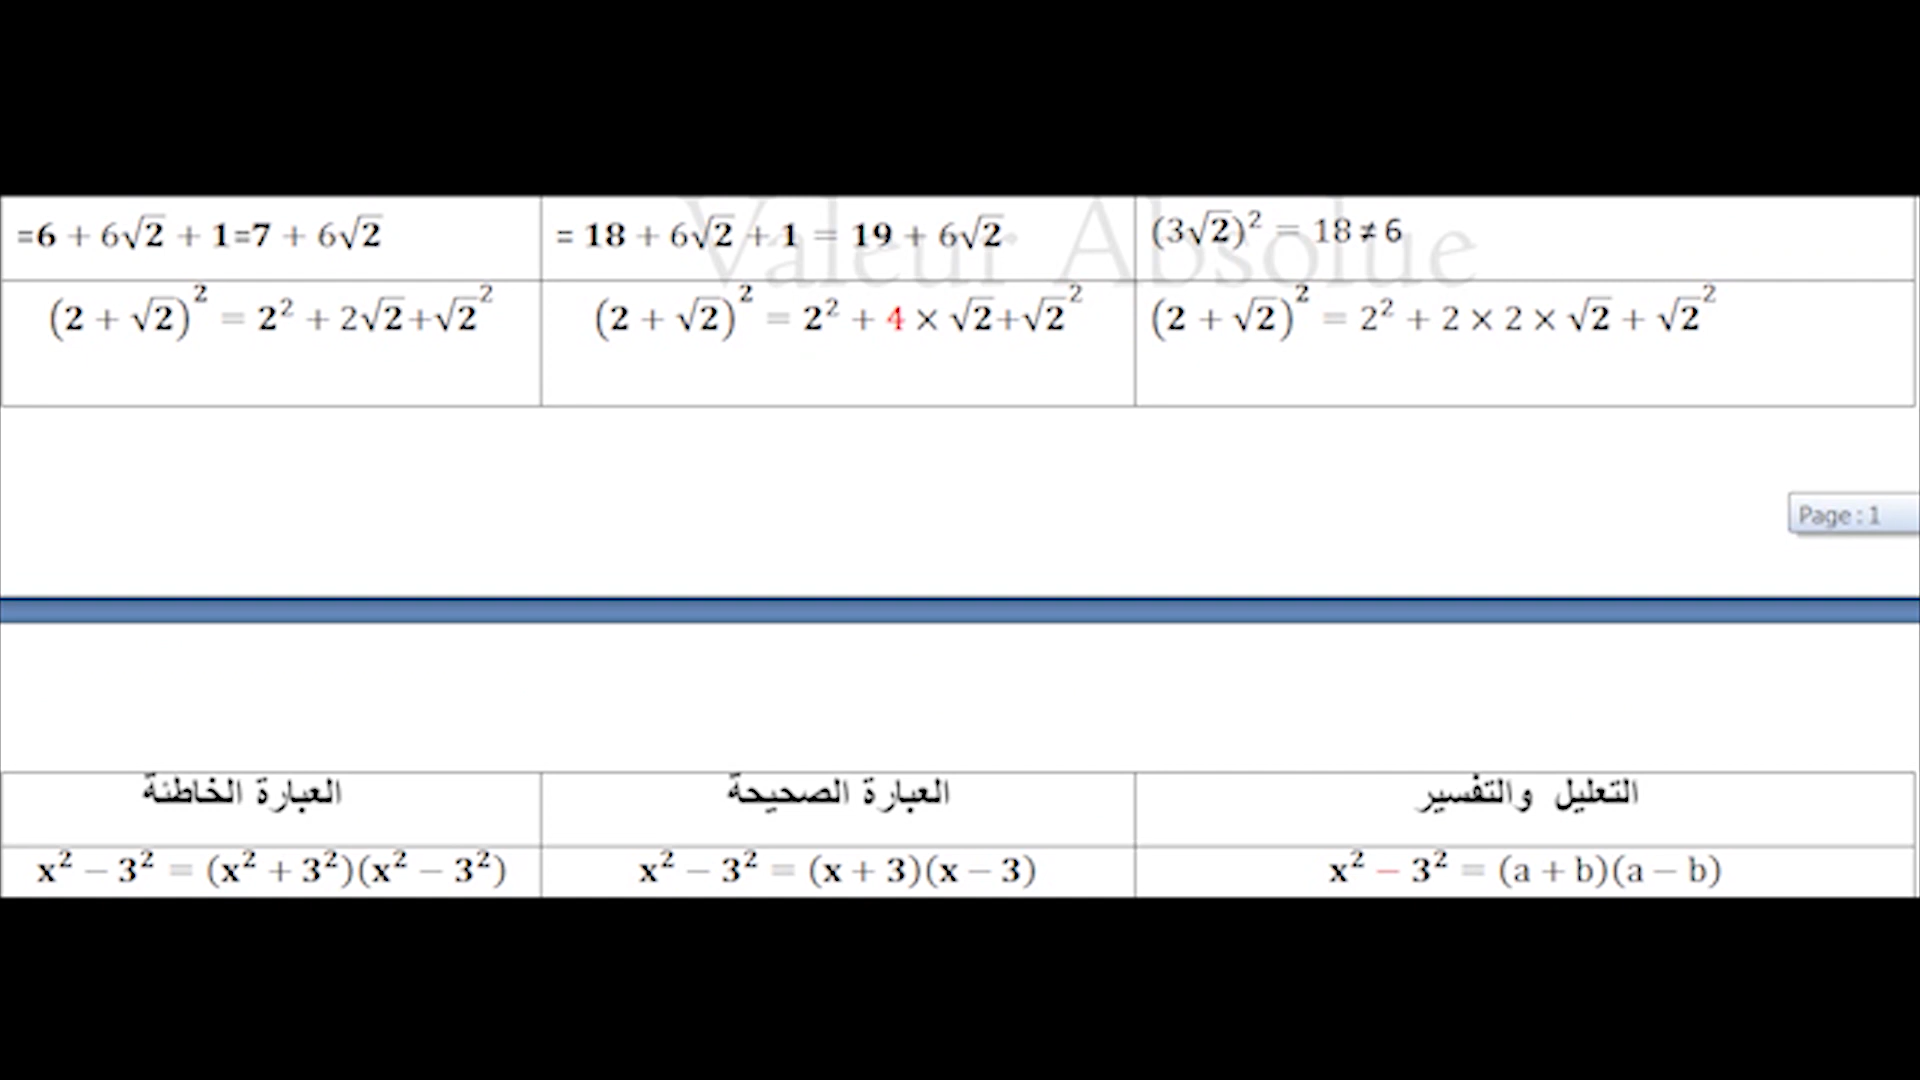 Valeur Absolue
=6 + 6√2 + 1=7 + 6√2
= 18 + 6√2 + 1 = 19 + 6√2
(3√2)² = 18 ≠ 6
(2 + √2)² = 2² + 2√2+√2²
(2 + √2)² = 2² + 4 × √2+√2²
(2 + √2)² = 2² + 2 × 2 × √2 + √2²
Page : 1
العبارة الخاطئة
العبارة الصحيحة
التعليل والتفسير
x² − 3² = (x² + 3²)(x² − 3²)
x² − 3² = (x + 3)(x − 3)
x² − 3² = (a + b)(a − b)